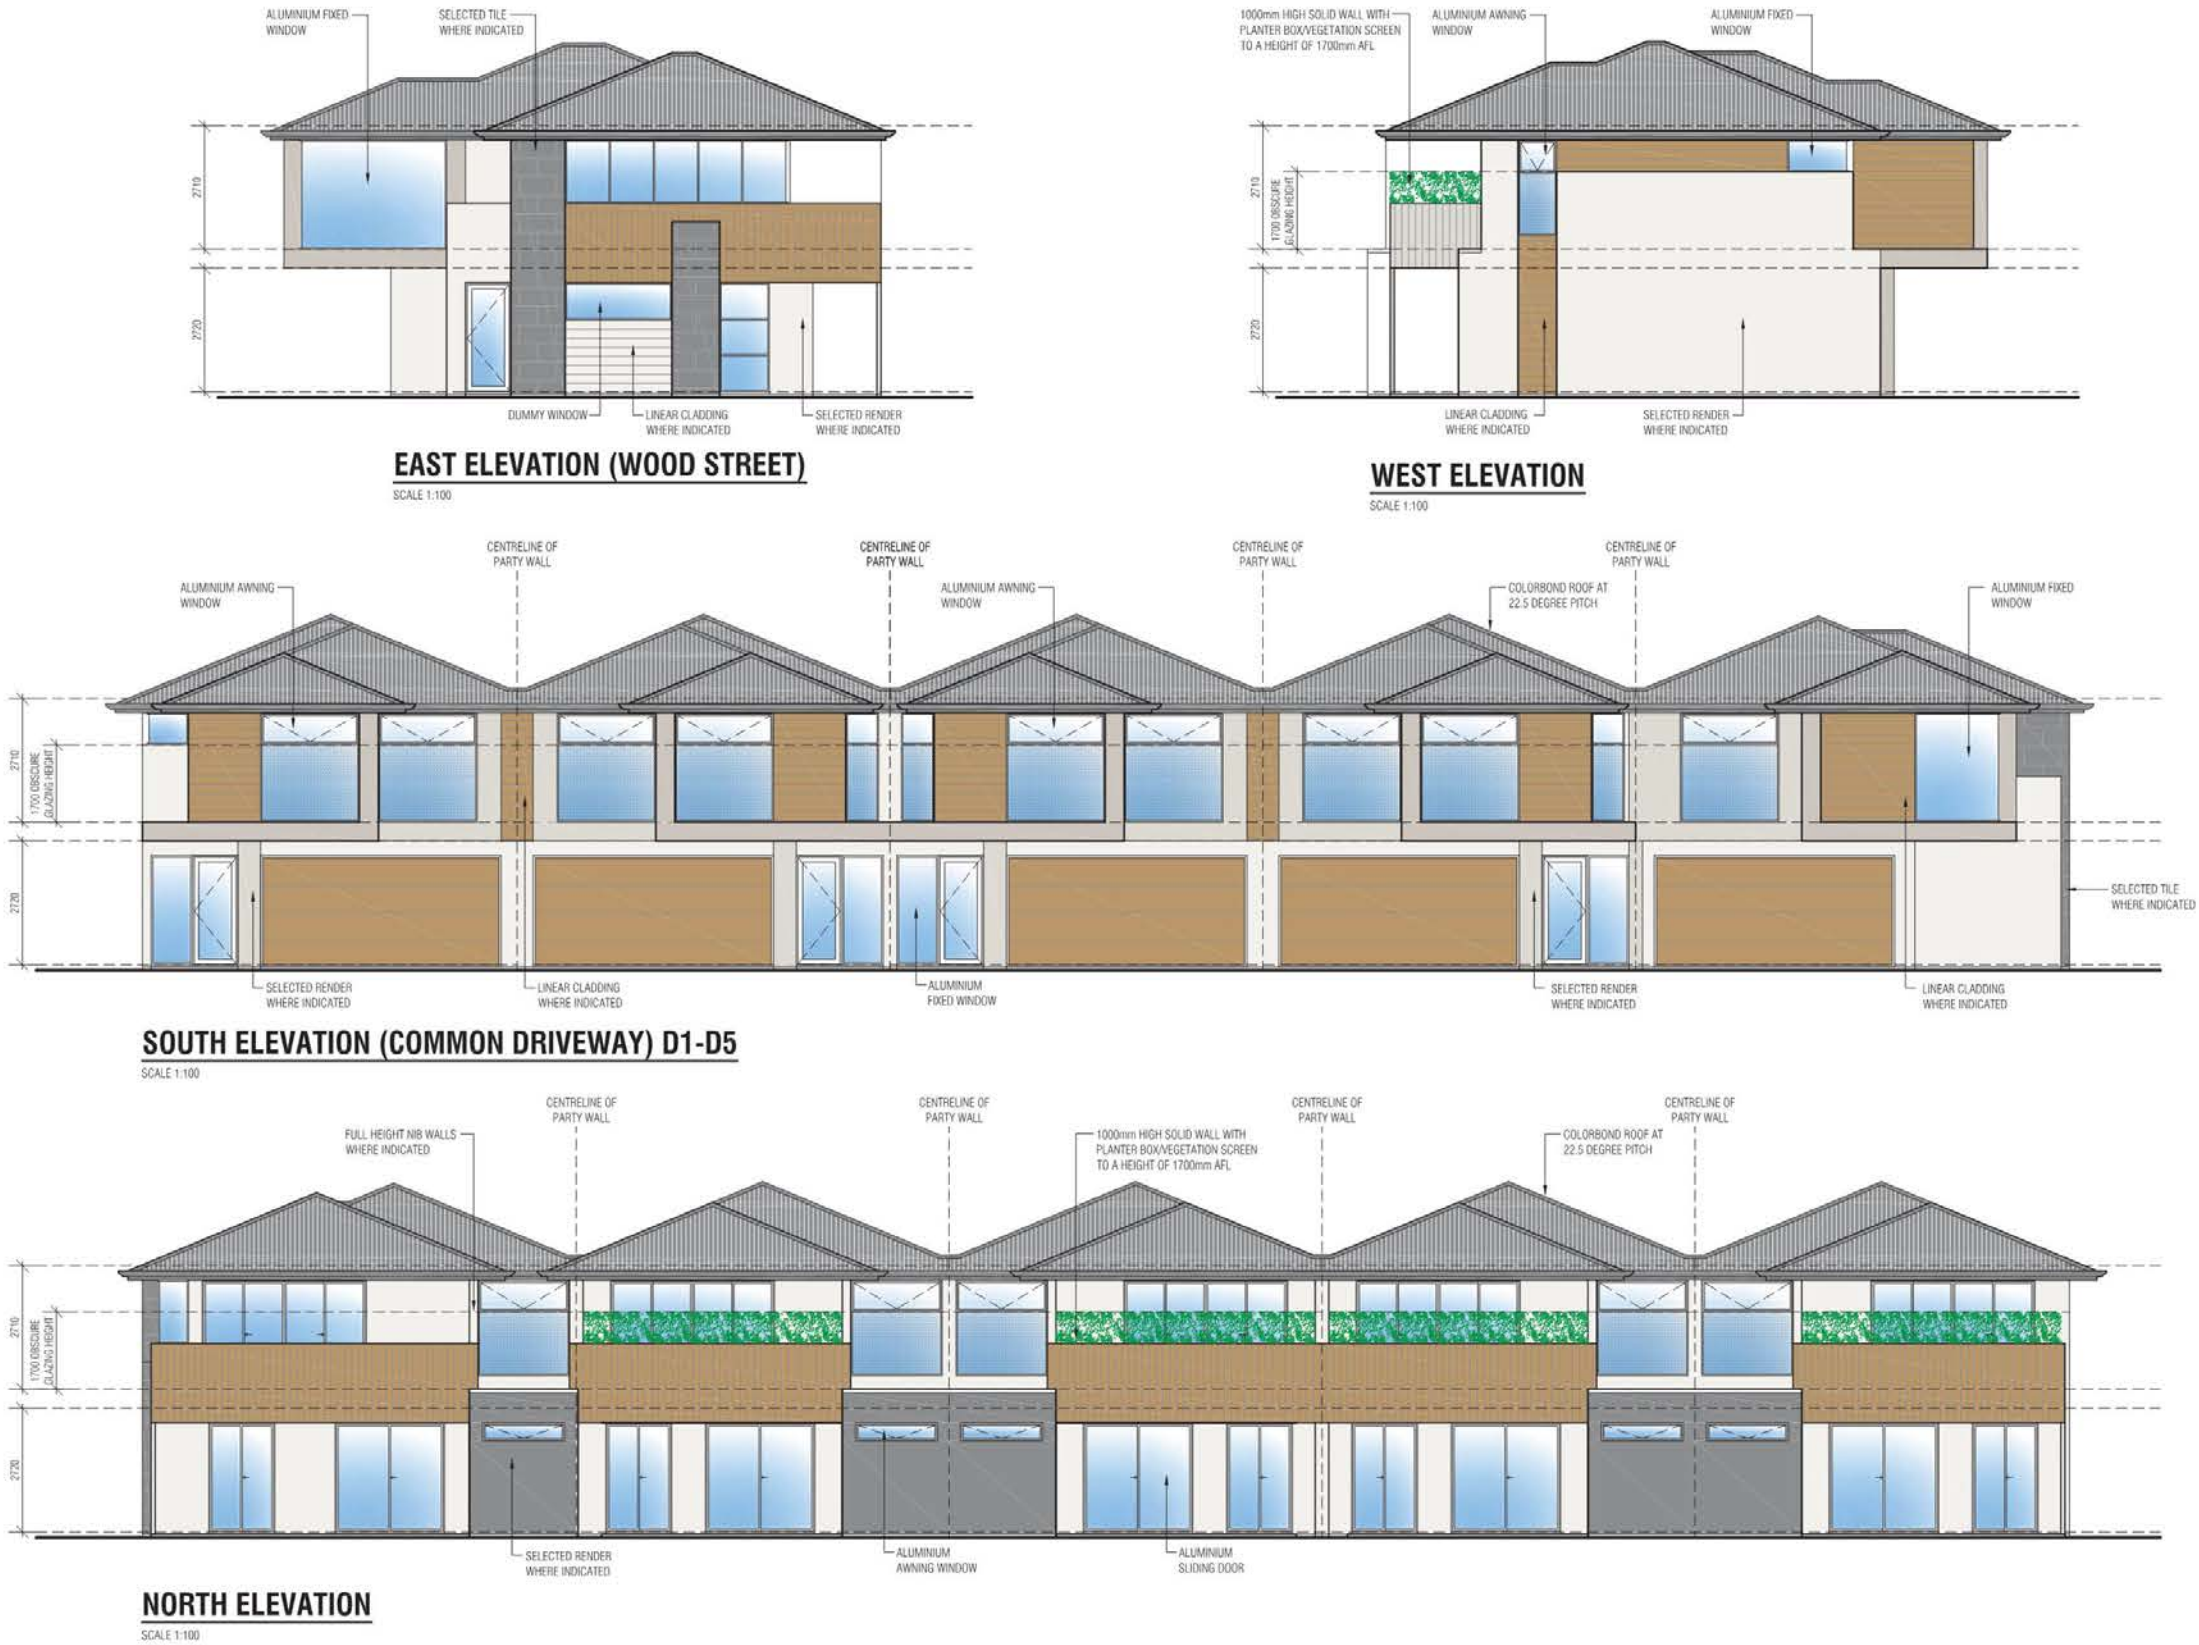 ALUMINIUM FIXED
WINDOW
SELECTED TILE
WHERE INDICATED
2710
2720
DUMMY WINDOW
LINEAR CLADDING
WHERE INDICATED
SELECTED RENDER
WHERE INDICATED
EAST ELEVATION (WOOD STREET)
SCALE 1:100
1000mm HIGH SOLID WALL WITH
PLANTER BOX/VEGETATION SCREEN
TO A HEIGHT OF 1700mm AFL
ALUMINIUM AWNING
WINDOW
ALUMINIUM FIXED
WINDOW
2710
1700 OBSCURE
GLAZING HEIGHT
2720
LINEAR CLADDING
WHERE INDICATED
SELECTED RENDER
WHERE INDICATED
WEST ELEVATION
SCALE 1:100
CENTRELINE OF
PARTY WALL
CENTRELINE OF
PARTY WALL
CENTRELINE OF
PARTY WALL
CENTRELINE OF
PARTY WALL
ALUMINIUM AWNING
WINDOW
ALUMINIUM AWNING
WINDOW
COLORBOND ROOF AT
22.5 DEGREE PITCH
ALUMINIUM FIXED
WINDOW
2710
1700 OBSCURE
GLAZING HEIGHT
2720
SELECTED TILE
WHERE INDICATED
SELECTED RENDER
WHERE INDICATED
LINEAR CLADDING
WHERE INDICATED
ALUMINIUM
FIXED WINDOW
SELECTED RENDER
WHERE INDICATED
LINEAR CLADDING
WHERE INDICATED
SOUTH ELEVATION (COMMON DRIVEWAY) D1-D5
SCALE 1:100
CENTRELINE OF
PARTY WALL
CENTRELINE OF
PARTY WALL
CENTRELINE OF
PARTY WALL
CENTRELINE OF
PARTY WALL
FULL HEIGHT NIB WALLS
WHERE INDICATED
1000mm HIGH SOLID WALL WITH
PLANTER BOX/VEGETATION SCREEN
TO A HEIGHT OF 1700mm AFL
COLORBOND ROOF AT
22.5 DEGREE PITCH
2710
1700 OBSCURE
GLAZING HEIGHT
2720
SELECTED RENDER
WHERE INDICATED
ALUMINIUM
AWNING WINDOW
ALUMINIUM
SLIDING DOOR
NORTH ELEVATION
SCALE 1:100